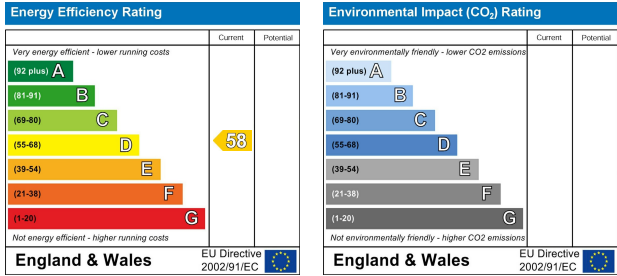 Energy Efficiency Rating
Current Potential
Very energy efficient - lower running costs
(92 plus) A
(81-91) B
(69-80) C
(55-68) D
58
(39-54) E
(21-38) F
(1-20) G
Not energy efficient - higher running costs
England & Wales
EU Directive
2002/91/EC
Environmental Impact (CO₂) Rating
Current Potential
Very environmentally friendly - lower CO2 emissions
(92 plus) A
(81-91) B
(69-80) C
(55-68) D
(39-54) E
(21-38) F
(1-20) G
Not environmentally friendly - higher CO2 emissions
England & Wales
EU Directive
2002/91/EC